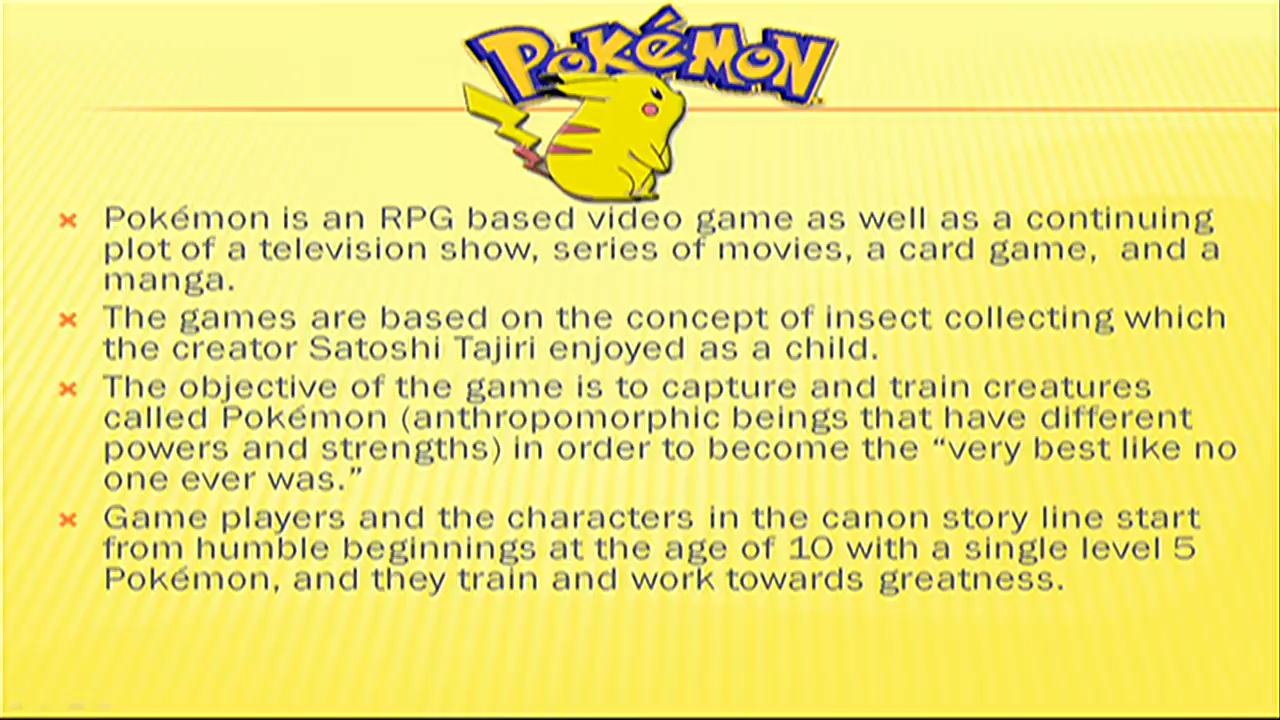 POKéMON
× Pokémon is an RPG based video game as well as a continuing
plot of a television show, series of movies, a card game, and a
manga.
× The games are based on the concept of insect collecting which
the creator Satoshi Tajiri enjoyed as a child.
× The objective of the game is to capture and train creatures
called Pokémon (anthropomorphic beings that have different
powers and strengths) in order to become the “very best like no
one ever was.”
× Game players and the characters in the canon story line start
from humble beginnings at the age of 10 with a single level 5
Pokémon, and they train and work towards greatness.